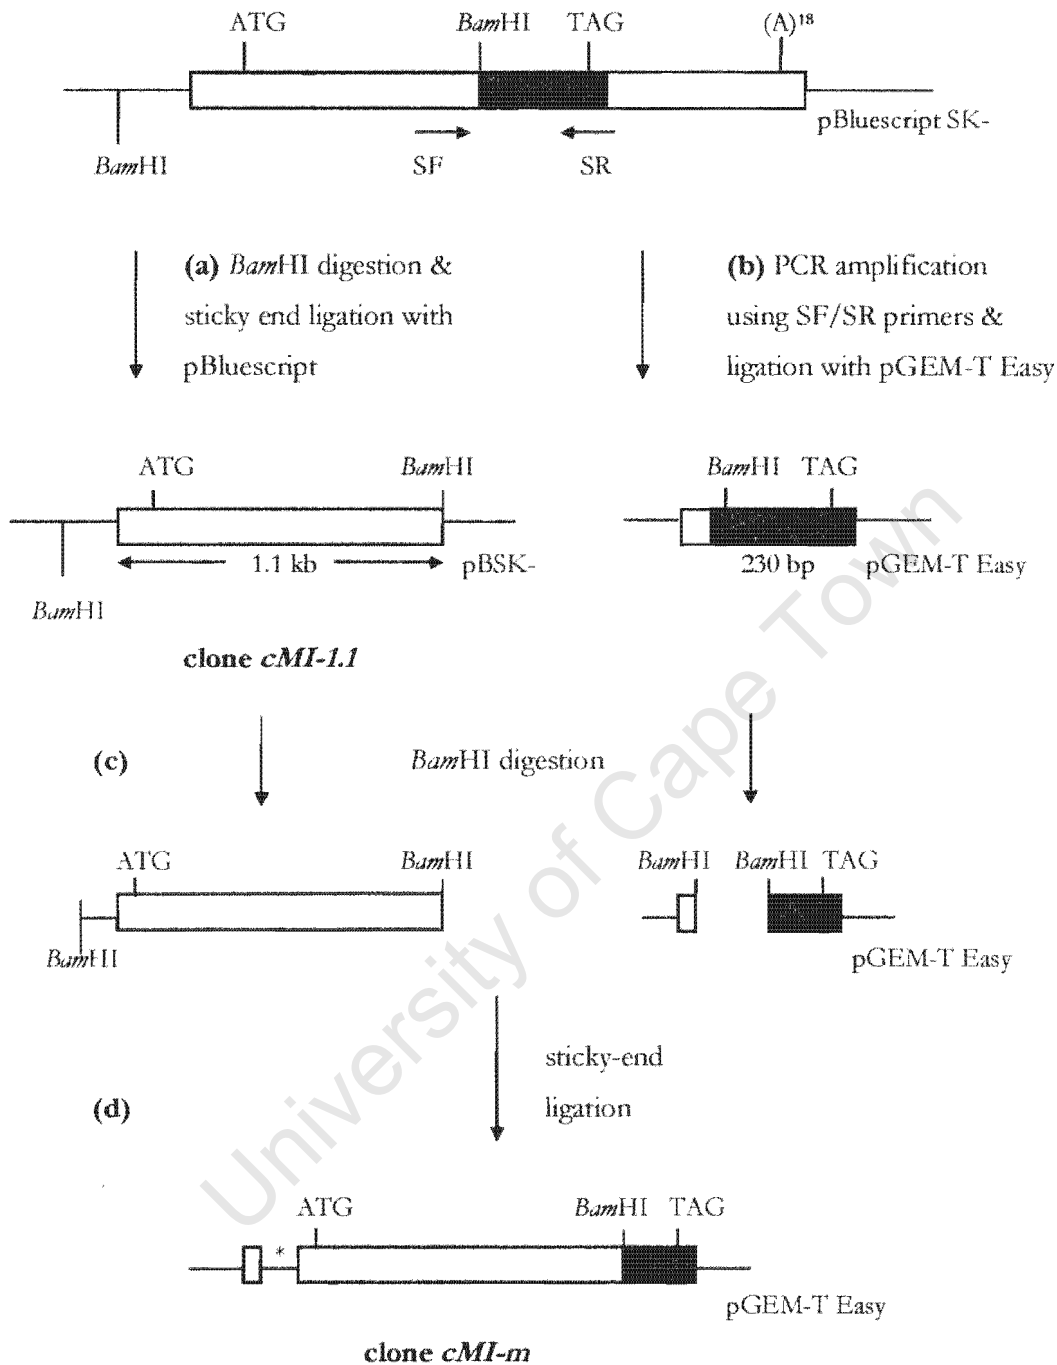 ATG BamHI TAG (A)¹⁸
pBluescript SK-
BamHI SF SR
(a) BamHI digestion &
sticky end ligation with
pBluescript
(b) PCR amplification
using SF/SR primers &
ligation with pGEM-T Easy
ATG BamHI BamHI TAG
1.1 kb pBSK- 230 bp pGEM-T Easy
BamHI
clone cMI-1.1
(c) BamHI digestion
ATG BamHI BamHI BamHI TAG
BamHI pGEM-T Easy
sticky-end
(d) ligation
ATG BamHI TAG
*
pGEM-T Easy
clone cMI-m
University of Cape Town